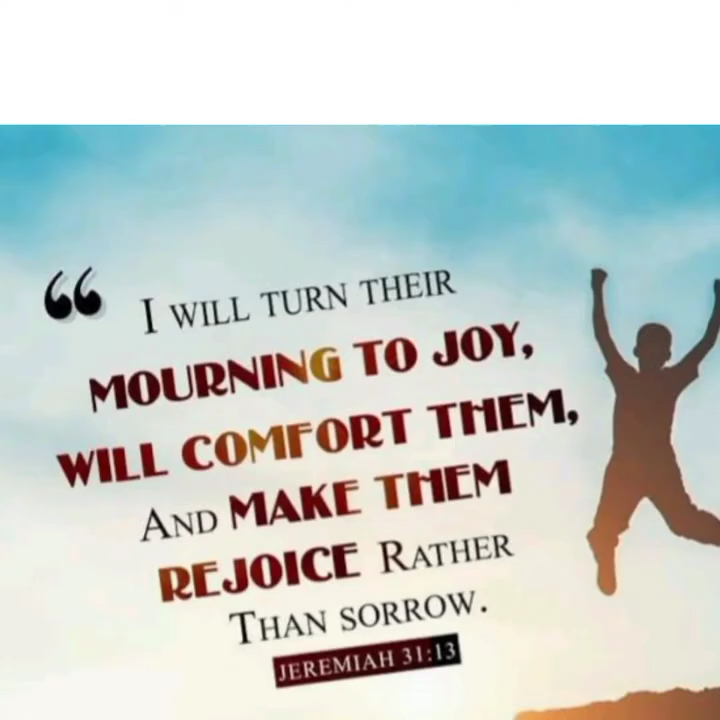 “ I WILL TURN THEIR
MOURNING TO JOY,
WILL COMFORT THEM,
AND MAKE THEM
REJOICE RATHER
THAN SORROW.
JEREMIAH 31:13